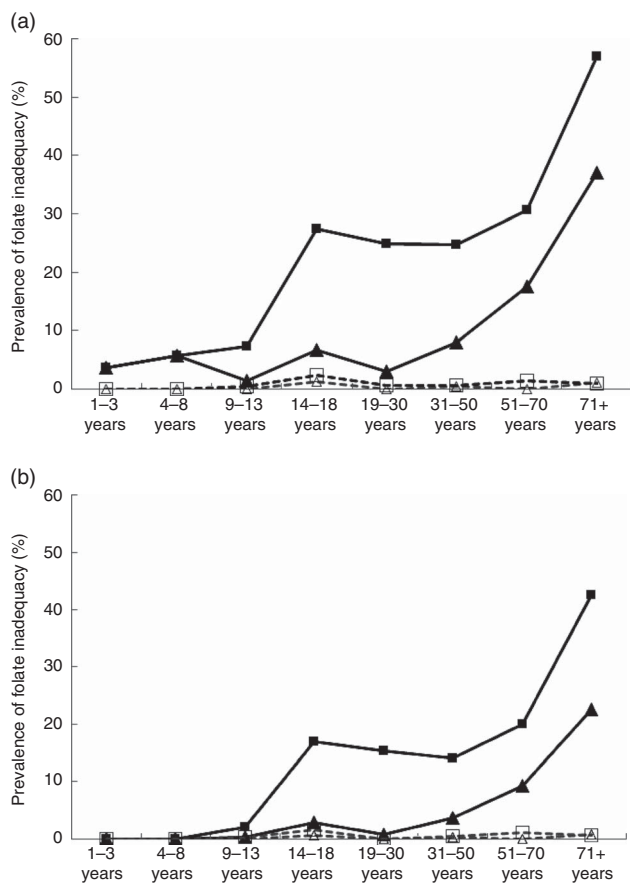 (a)
Prevalence of folate inadequacy (%)
60
50
40
30
20
10
0
1–3 years
4–8 years
9–13 years
14–18 years
19–30 years
31–50 years
51–70 years
71+ years
(b)
Prevalence of folate inadequacy (%)
60
50
40
30
20
10
0
1–3 years
4–8 years
9–13 years
14–18 years
19–30 years
31–50 years
51–70 years
71+ years